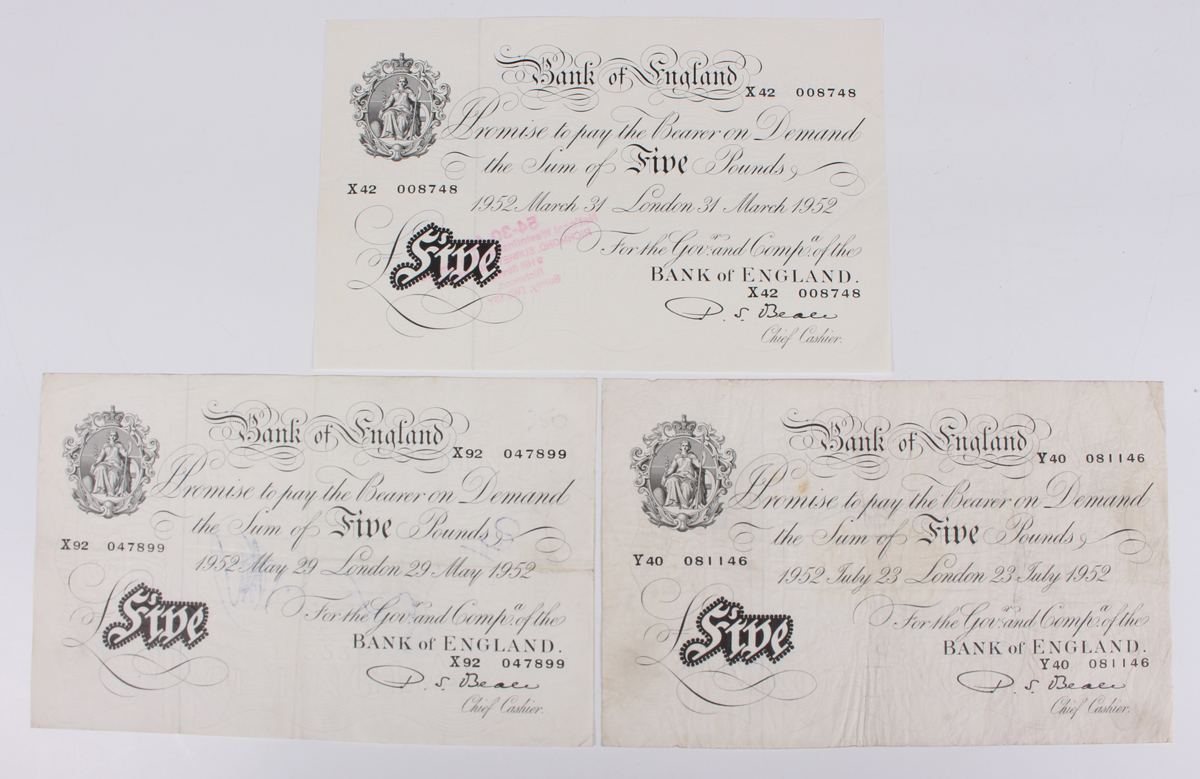 Bank of England
X42 008748
Promise to pay the Bearer on Demand
the Sum of Five Pounds
X42 008748
1952 March 31 London 31 March 1952
54-30
For the Govr. and Compa. of the
Five
BANK of ENGLAND.
X42 008748
P. S. Beale
Chief Cashier.
Bank of England
X92 047899
Promise to pay the Bearer on Demand
the Sum of Five Pounds
X92 047899
1952 May 29 London 29 May 1952
For the Govr. and Compa. of the
Five
BANK of ENGLAND.
X92 047899
P. S. Beale
Chief Cashier.
Bank of England
Y40 081146
Promise to pay the Bearer on Demand
the Sum of Five Pounds
Y40 081146
1952 July 23 London 23 July 1952
For the Govr. and Compa. of the
Five
BANK of ENGLAND.
Y40 081146
P. S. Beale
Chief Cashier.